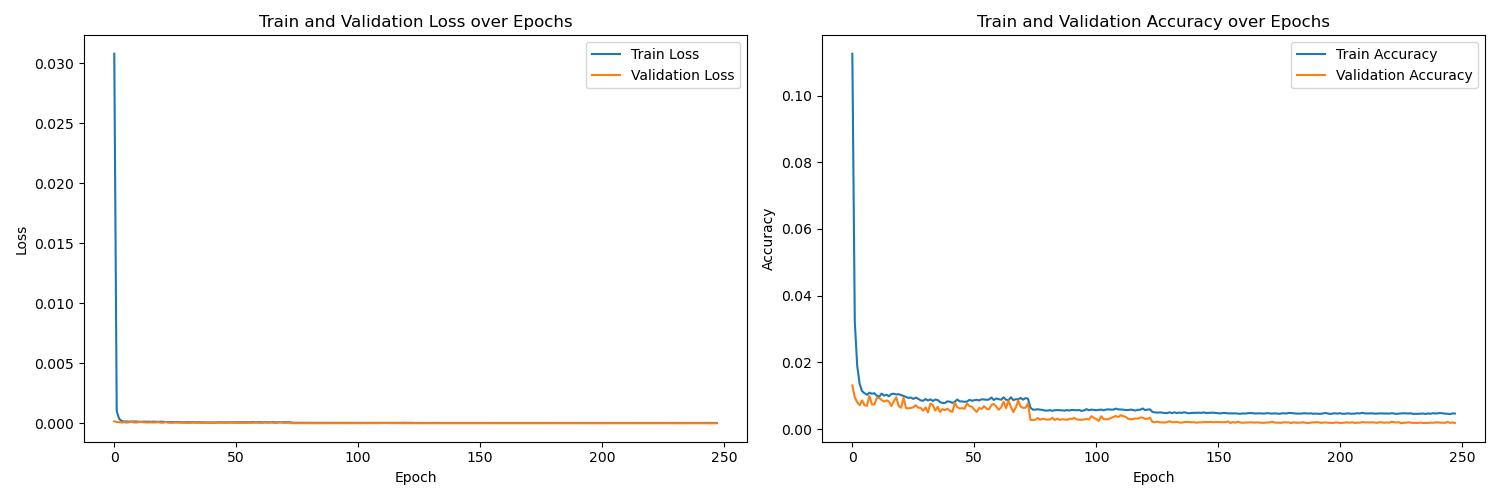 Train and Validation Loss over Epochs
Train Loss
Validation Loss
0.030
0.025
0.020
0.015
0.010
0.005
0.000
Loss
0
50
100
150
200
250
Epoch
Train and Validation Accuracy over Epochs
Train Accuracy
Validation Accuracy
0.10
0.08
0.06
0.04
0.02
0.00
Accuracy
0
50
100
150
200
250
Epoch